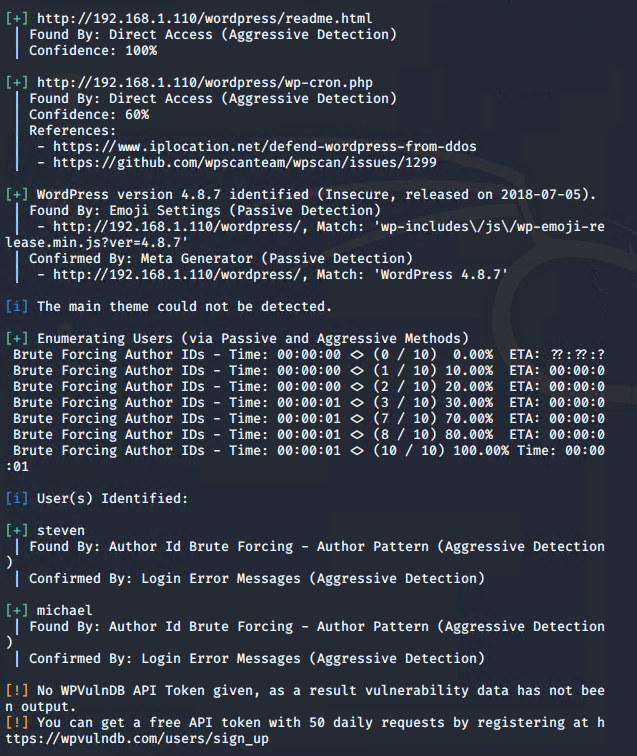 [+] http://192.168.1.110/wordpress/readme.html
| Found By: Direct Access (Aggressive Detection)
| Confidence: 100%
[+] http://192.168.1.110/wordpress/wp-cron.php
| Found By: Direct Access (Aggressive Detection)
| Confidence: 60%
| References:
|  - https://www.iplocation.net/defend-wordpress-from-ddos
|  - https://github.com/wpscanteam/wpscan/issues/1299
[+] WordPress version 4.8.7 identified (Insecure, released on 2018-07-05).
| Found By: Emoji Settings (Passive Detection)
|  - http://192.168.1.110/wordpress/, Match: 'wp-includes\/js\/wp-emoji-re
lease.min.js?ver=4.8.7'
| Confirmed By: Meta Generator (Passive Detection)
|  - http://192.168.1.110/wordpress/, Match: 'WordPress 4.8.7'
[i] The main theme could not be detected.
[+] Enumerating Users (via Passive and Aggressive Methods)
Brute Forcing Author IDs - Time: 00:00:00 <> (0 / 10)  0.00%  ETA: ??:??:?
Brute Forcing Author IDs - Time: 00:00:00 <> (1 / 10) 10.00%  ETA: 00:00:0
Brute Forcing Author IDs - Time: 00:00:00 <> (2 / 10) 20.00%  ETA: 00:00:0
Brute Forcing Author IDs - Time: 00:00:01 <> (3 / 10) 30.00%  ETA: 00:00:0
Brute Forcing Author IDs - Time: 00:00:01 <> (7 / 10) 70.00%  ETA: 00:00:0
Brute Forcing Author IDs - Time: 00:00:01 <> (8 / 10) 80.00%  ETA: 00:00:0
Brute Forcing Author IDs - Time: 00:00:01 <> (10 / 10) 100.00% Time: 00:00
:01
[i] User(s) Identified:
[+] steven
| Found By: Author Id Brute Forcing - Author Pattern (Aggressive Detection
)
| Confirmed By: Login Error Messages (Aggressive Detection)
[+] michael
| Found By: Author Id Brute Forcing - Author Pattern (Aggressive Detection
)
| Confirmed By: Login Error Messages (Aggressive Detection)
[!] No WPVulnDB API Token given, as a result vulnerability data has not bee
n output.
[!] You can get a free API token with 50 daily requests by registering at h
ttps://wpvulndb.com/users/sign_up